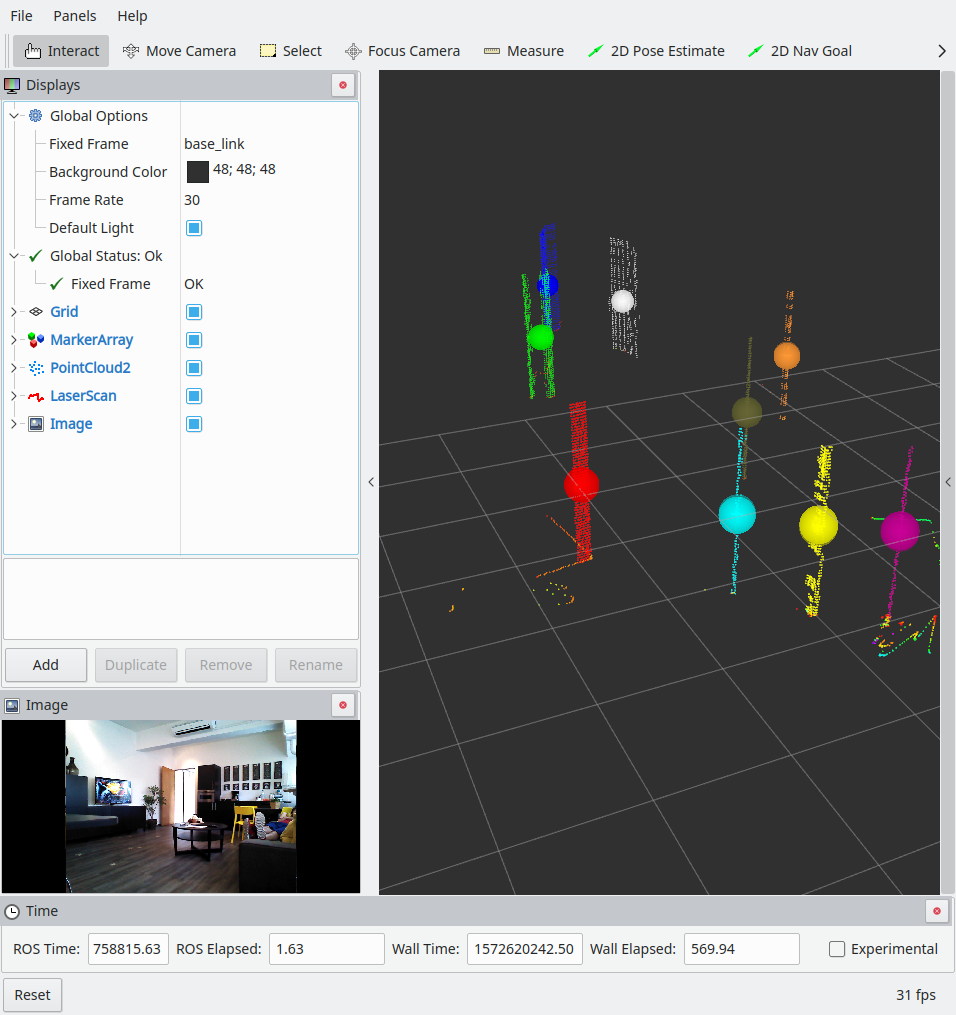 File Panels Help
Interact Move Camera Select Focus Camera Measure 2D Pose Estimate 2D Nav Goal
Displays
Global Options
Fixed Frame base_link
Background Color 48; 48; 48
Frame Rate 30
Default Light
Global Status: Ok
Fixed Frame OK
Grid
MarkerArray
PointCloud2
LaserScan
Image
Add Duplicate Remove Rename
Image
Time
ROS Time: 758815.63 ROS Elapsed: 1.63 Wall Time: 1572620242.50 Wall Elapsed: 569.94 Experimental
Reset 31 fps